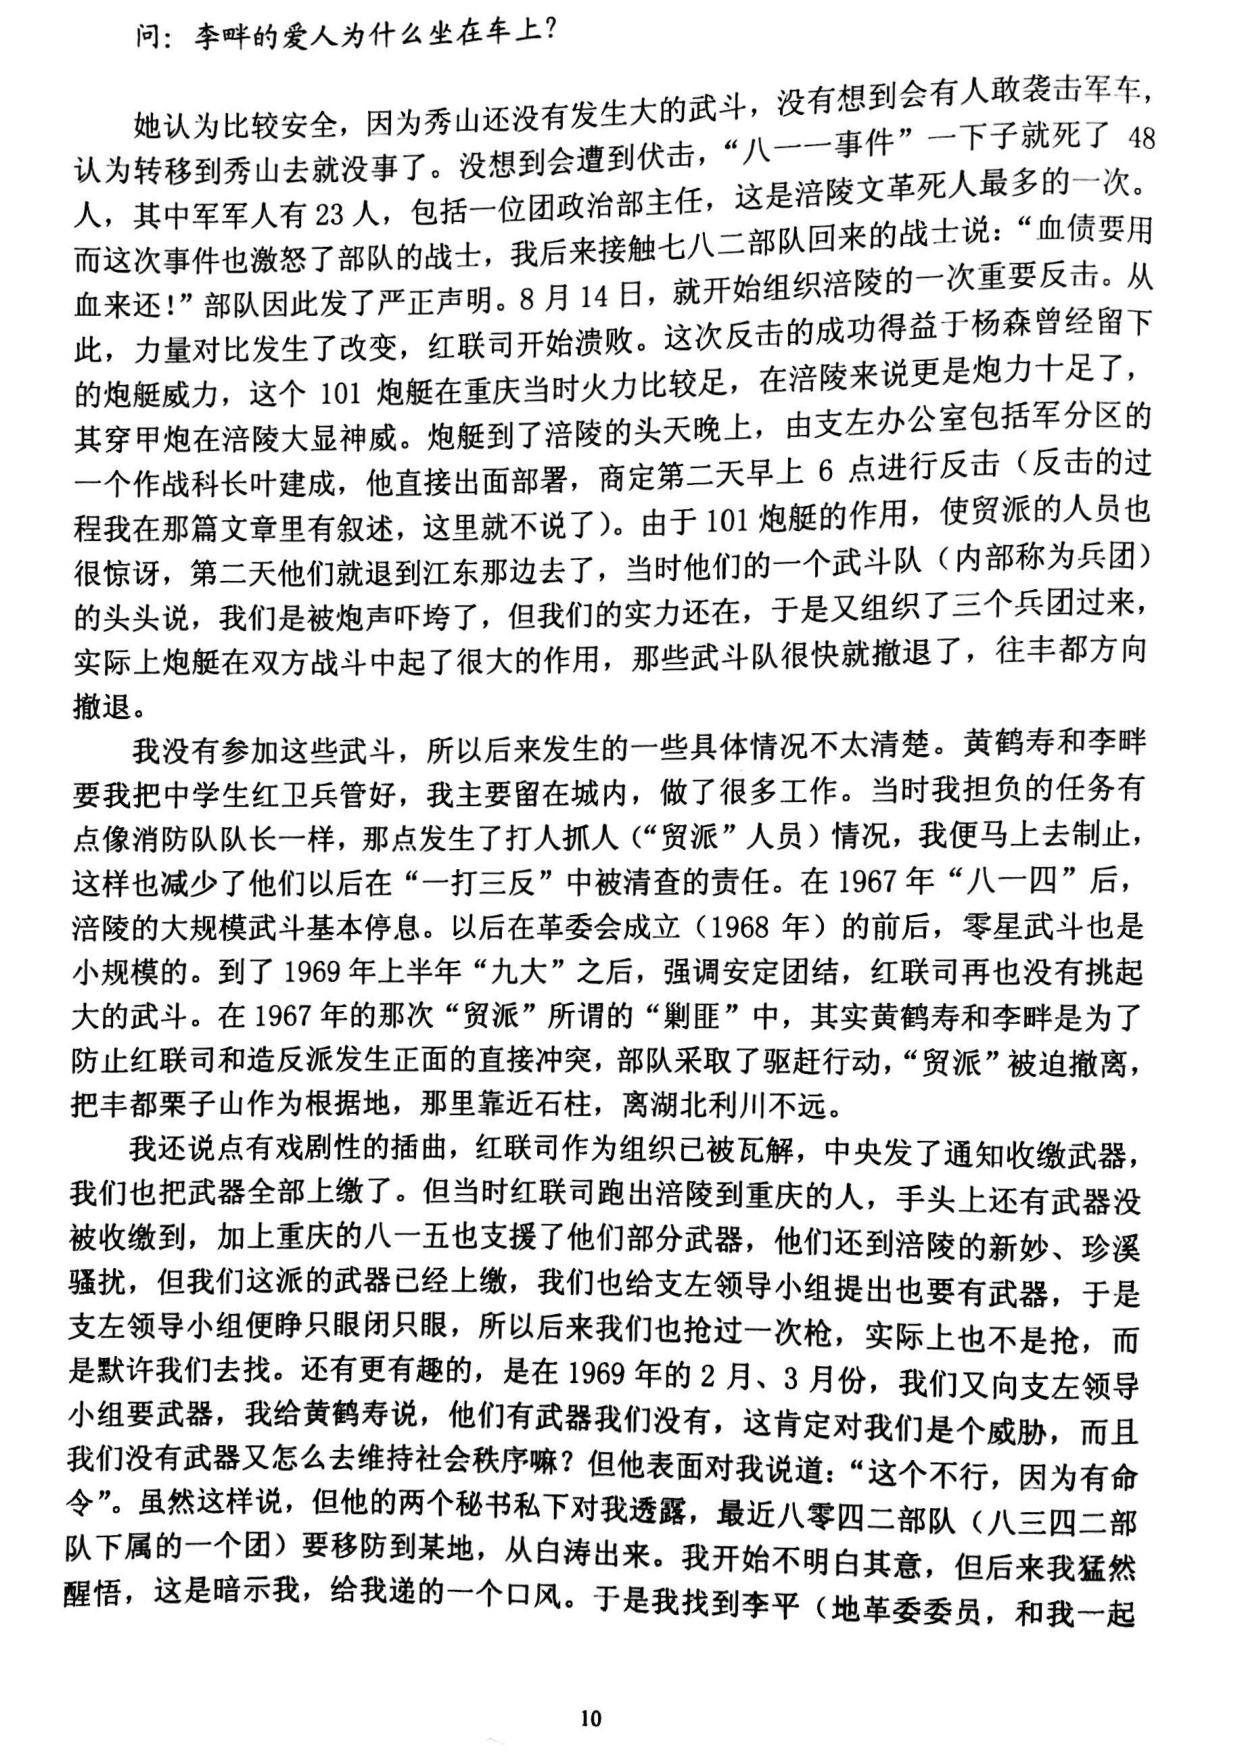 问：李畔的爱人为什么坐在车上？
她认为比较安全，因为秀山还没有发生大的武斗，没有想到会有人敢袭击军车，
认为转移到秀山去就没事了。没想到会遭到伏击，“八一一事件”一下子就死了 48
人，其中军军人有 23 人，包括一位团政治部主任，这是涪陵文革死人最多的一次。
而这次事件也激怒了部队的战士，我后来接触七八二部队回来的战士说：“血债要用
血来还！”部队因此发了严正声明。8 月 14 日，就开始组织涪陵的一次重要反击。从
此，力量对比发生了改变，红联司开始溃败。这次反击的成功得益于杨森曾经留下
的炮艇威力，这个 101 炮艇在重庆当时火力比较足，在涪陵来说更是炮力十足了，
其穿甲炮在涪陵大显神威。炮艇到了涪陵的头天晚上，由支左办公室包括军分区的
一个作战科长叶建成，他直接出面部署，商定第二天早上 6 点进行反击（反击的过
程我在那篇文章里有叙述，这里就不说了）。由于 101 炮艇的作用，使贸派的人员也
很惊讶，第二天他们就退到江东那边去了，当时他们的一个武斗队（内部称为兵团）
的头头说，我们是被炮声吓垮了，但我们的实力还在，于是又组织了三个兵团过来，
实际上炮艇在双方战斗中起了很大的作用，那些武斗队很快就撤退了，往丰都方向
撤退。
我没有参加这些武斗，所以后来发生的一些具体情况不太清楚。黄鹤寿和李畔
要我把中学生红卫兵管好，我主要留在城内，做了很多工作。当时我担负的任务有
点像消防队队长一样，那点发生了打人抓人（“贸派”人员）情况，我便马上去制止，
这样也减少了他们以后在“一打三反”中被清查的责任。在 1967 年“八一四”后，
涪陵的大规模武斗基本停息。以后在革委会成立（1968 年）的前后，零星武斗也是
小规模的。到了 1969 年上半年“九大”之后，强调安定团结，红联司再也没有挑起
大的武斗。在 1967 年的那次“贸派”所谓的“剿匪”中，其实黄鹤寿和李畔是为了
防止红联司和造反派发生正面的直接冲突，部队采取了驱赶行动，“贸派”被迫撤离，
把丰都栗子山作为根据地，那里靠近石柱，离湖北利川不远。
我还说点有戏剧性的插曲，红联司作为组织已被瓦解，中央发了通知收缴武器，
我们也把武器全部上缴了。但当时红联司跑出涪陵到重庆的人，手头上还有武器没
被收缴到，加上重庆的八一五也支援了他们部分武器，他们还到涪陵的新妙、珍溪
骚扰，但我们这派的武器已经上缴，我们也给支左领导小组提出也要有武器，于是
支左领导小组便睁只眼闭只眼，所以后来我们也抢过一次枪，实际上也不是抢，而
是默许我们去找。还有更有趣的，是在 1969 年的 2 月、3 月份，我们又向支左领导
小组要武器，我给黄鹤寿说，他们有武器我们没有，这肯定对我们是个威胁，而且
我们没有武器又怎么去维持社会秩序嘛？但他表面对我说道：“这个不行，因为有命
令”。虽然这样说，但他的两个秘书私下对我透露，最近八零四二部队（八三四二部
队下属的一个团）要移防到某地，从白涛出来。我开始不明白其意，但后来我猛然
醒悟，这是暗示我，给我递的一个口风。于是我找到李平（地革委委员，和我一起
10